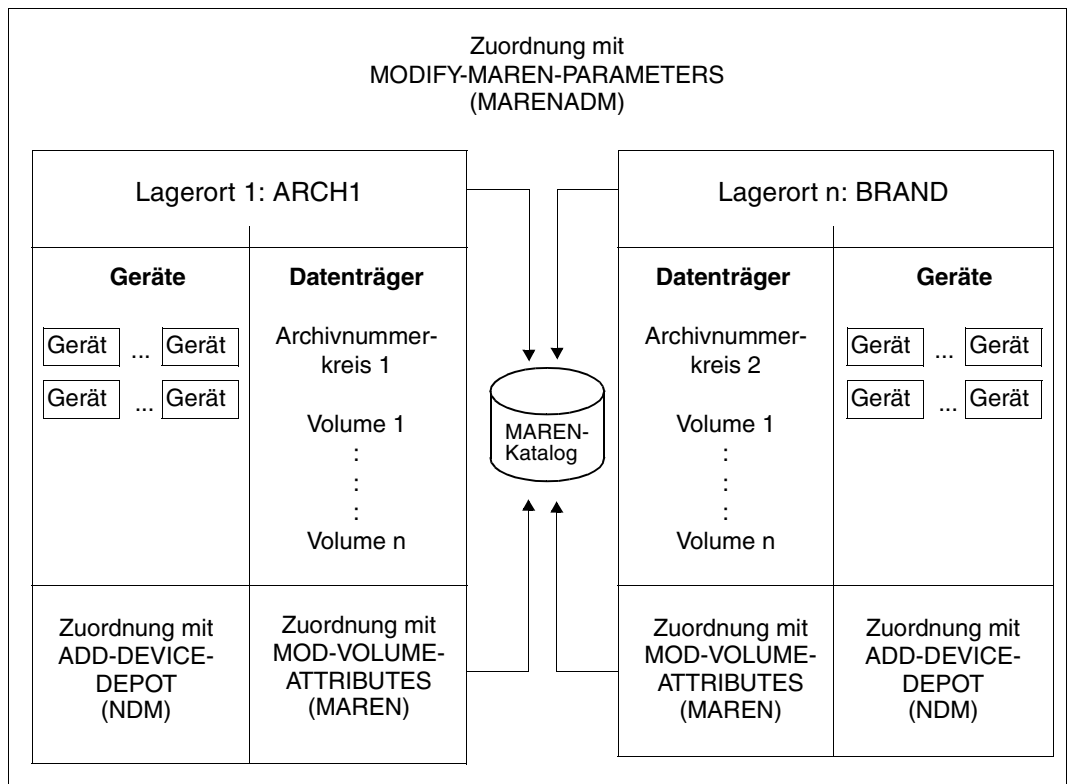 Zuordnung mit
MODIFY-MAREN-PARAMETERS
(MARENADM)
Lagerort 1: ARCH1
Geräte
Datenträger
Gerät ... Gerät
Gerät ... Gerät
Archivnummer-
kreis 1
Volume 1
:
:
:
Volume n
Zuordnung mit
ADD-DEVICE-
DEPOT
(NDM)
Zuordnung mit
MOD-VOLUME-
ATTRIBUTES
(MAREN)
MAREN-
Katalog
Lagerort n: BRAND
Datenträger
Geräte
Archivnummer-
kreis 2
Volume 1
:
:
:
Volume n
Gerät ... Gerät
Gerät ... Gerät
Zuordnung mit
MOD-VOLUME-
ATTRIBUTES
(MAREN)
Zuordnung mit
ADD-DEVICE-
DEPOT
(NDM)